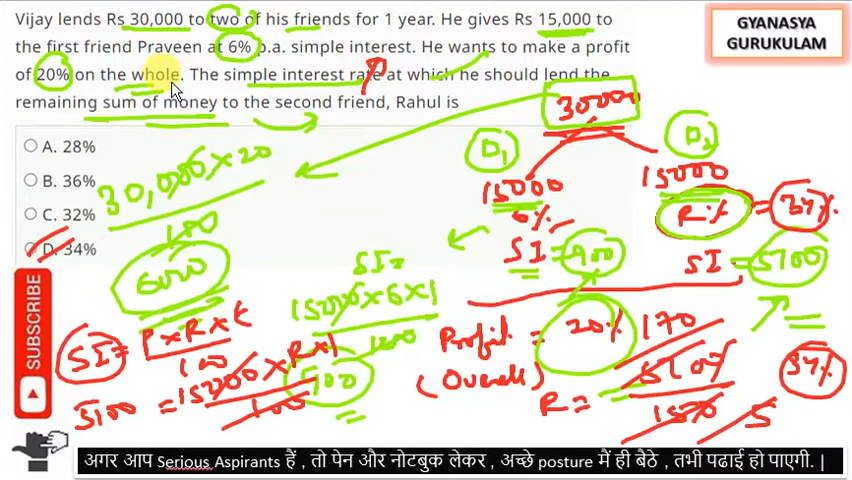 Vijay lends Rs 30,000 to two of his friends for 1 year. He gives Rs 15,000 to
the first friend Praveen at 6% p.a. simple interest. He wants to make a profit
of 20% on the whole. The simple interest rate at which he should lend the
remaining sum of money to the second friend, Rahul is
GYANASYA
GURUKULAM
A. 28%
B. 36%
C. 32%
D. 34%
30,000 × 20
100
6000
30000
D1
D2
15000
6%
SI = 900
15000
R% = 34%
SI = 5100
SI =
15000 × 6 × 1
100
900
SI = P × R × t
100
5100 = 15000 × R × 1
100
Profit = 20%
(Overall)
170
R = 5100
150
5
34%
SUBSCRIBE
अगर आप Serious Aspirants हैं , तो पेन और नोटबुक लेकर , अच्छे posture मैं ही बैठे , तभी पढाई हो पाएगी. |